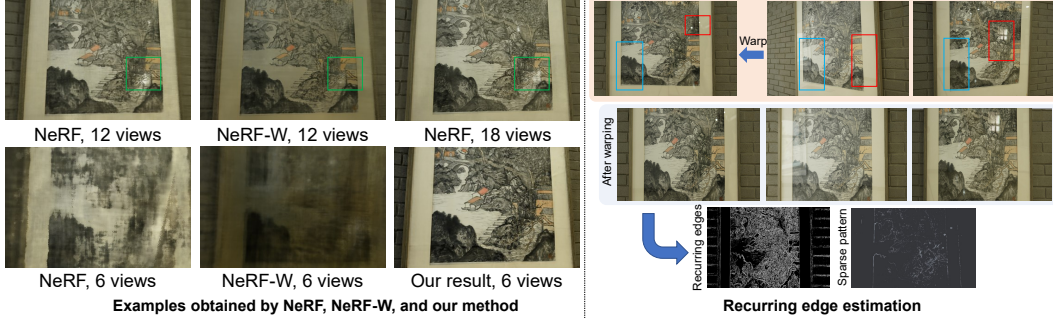 NeRF, 12 views
NeRF-W, 12 views
NeRF, 18 views
NeRF, 6 views
NeRF-W, 6 views
Our result, 6 views
Examples obtained by NeRF, NeRF-W, and our method
Warp
After warping
Recurring edges
Sparse pattern
Recurring edge estimation